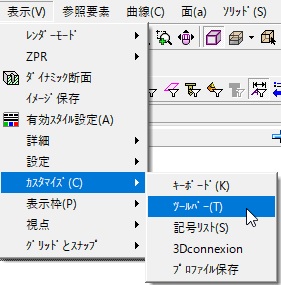 表示(V) 参照要素 曲線(C) 面(a) ｿﾘｯﾄﾞ(S)
ﾚﾝﾀﾞｰﾓｰﾄﾞ
ZPR
ﾀﾞｲﾅﾐｯｸ断面
ｲﾒｰｼﾞ保存
有効ｽﾀｲﾙ設定(A)
詳細
設定
ｶｽﾀﾏｲｽﾞ(C)
表示枠(P)
視点
ｸﾞﾘｯﾄﾞとｽﾅｯﾌﾟ
ｷｰﾎﾞｰﾄﾞ(K)
ﾂｰﾙﾊﾞｰ(T)
記号ﾘｽﾄ(S)
3Dconnexion
ﾌﾟﾛﾌｧｲﾙ保存